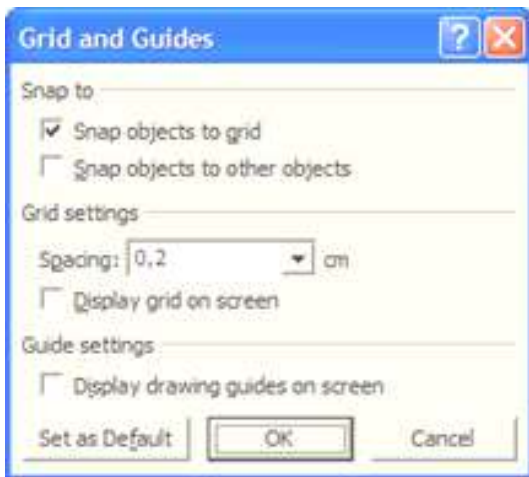 Grid and Guides
Snap to
Snap objects to grid
Snap objects to other objects
Grid settings
Spacing: 0,2 cm
Display grid on screen
Guide settings
Display drawing guides on screen
Set as Default OK Cancel